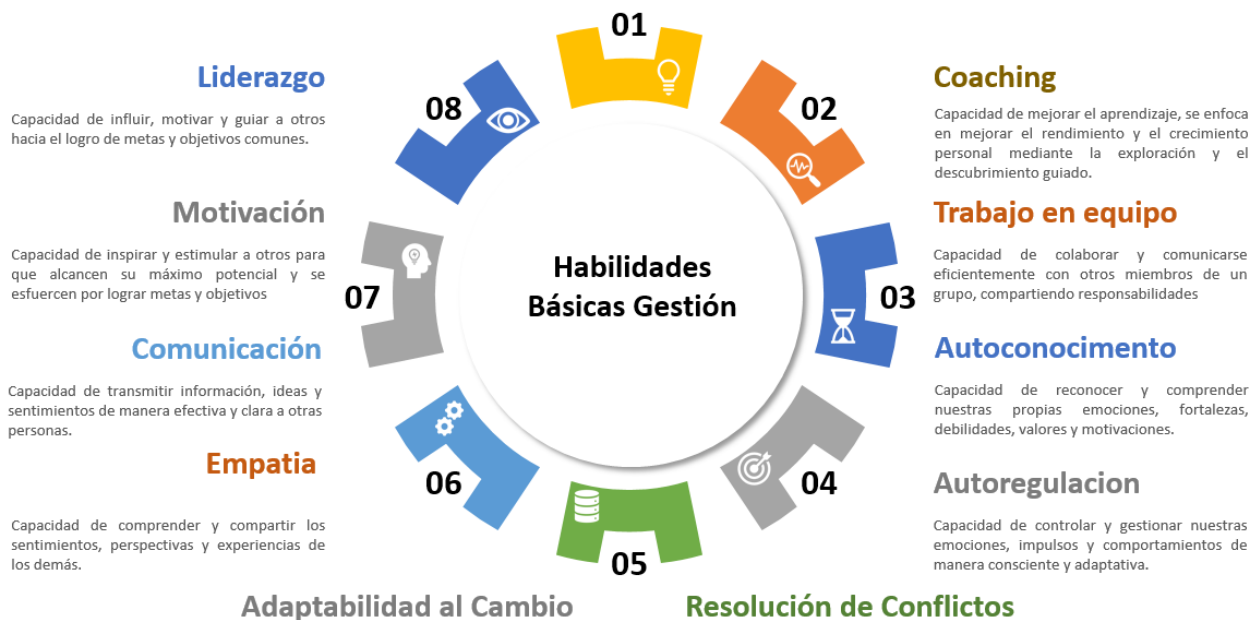 01
Liderazgo
Capacidad de influir, motivar y guiar a otros
hacia el logro de metas y objetivos comunes.
08
02
Coaching
Capacidad de mejorar el aprendizaje, se enfoca
en mejorar el rendimiento y el crecimiento
personal mediante la exploración y el
descubrimiento guiado.
Motivación
Capacidad de inspirar y estimular a otros para
que alcancen su máximo potencial y se
esfuercen por lograr metas y objetivos
07
Habilidades
Básicas Gestión
03
Trabajo en equipo
Capacidad de colaborar y comunicarse
eficientemente con otros miembros de un
grupo, compartiendo responsabilidades
Comunicación
Capacidad de transmitir información, ideas y
sentimientos de manera efectiva y clara a otras
personas.
Autoconocimento
Capacidad de reconocer y comprender
nuestras propias emociones, fortalezas,
debilidades, valores y motivaciones.
Empatia
Capacidad de comprender y compartir los
sentimientos, perspectivas y experiencias de
los demás.
06
04
Autoregulacion
Capacidad de controlar y gestionar nuestras
emociones, impulsos y comportamientos de
manera consciente y adaptativa.
05
Adaptabilidad al Cambio
Resolución de Conflictos